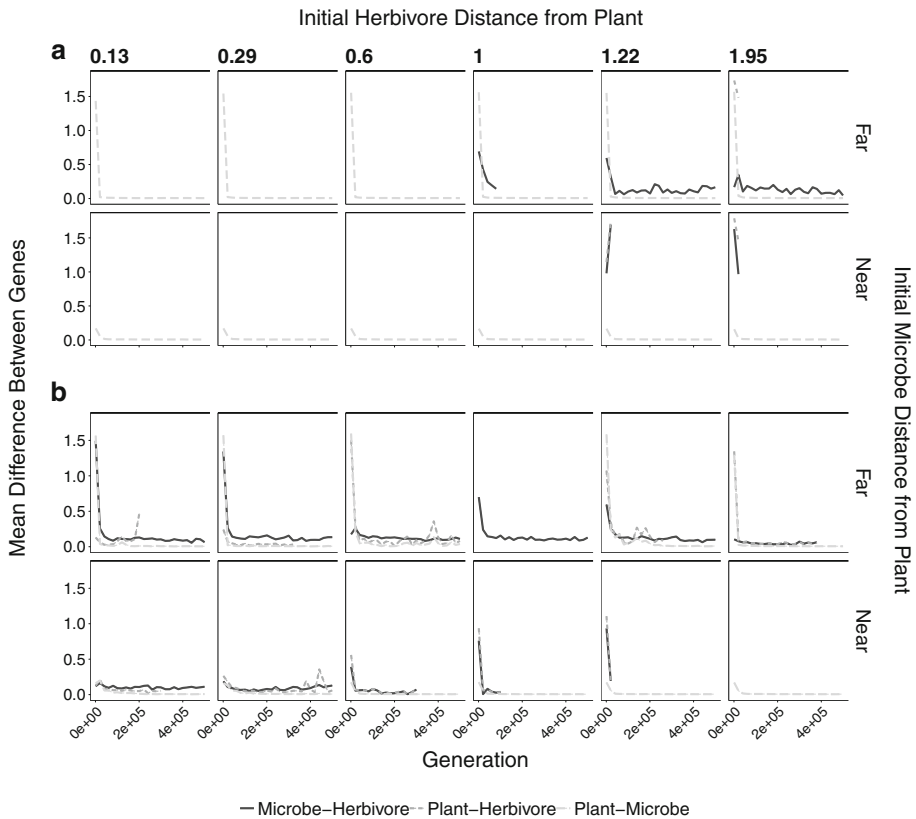 Initial Herbivore Distance from Plant
a
0.13 0.29 0.6 1 1.22 1.95
1.5
1.0
0.5
0.0
Far
1.5
1.0
0.5
0.0
Near
b
1.5
1.0
0.5
0.0
Far
1.5
1.0
0.5
0.0
Near
Mean Difference Between Genes
Initial Microbe Distance from Plant
0e+00 2e+05 4e+05 0e+00 2e+05 4e+05 0e+00 2e+05 4e+05 0e+00 2e+05 4e+05 0e+00 2e+05 4e+05 0e+00 2e+05 4e+05
Generation
Microbe−Herbivore Plant−Herbivore Plant−Microbe